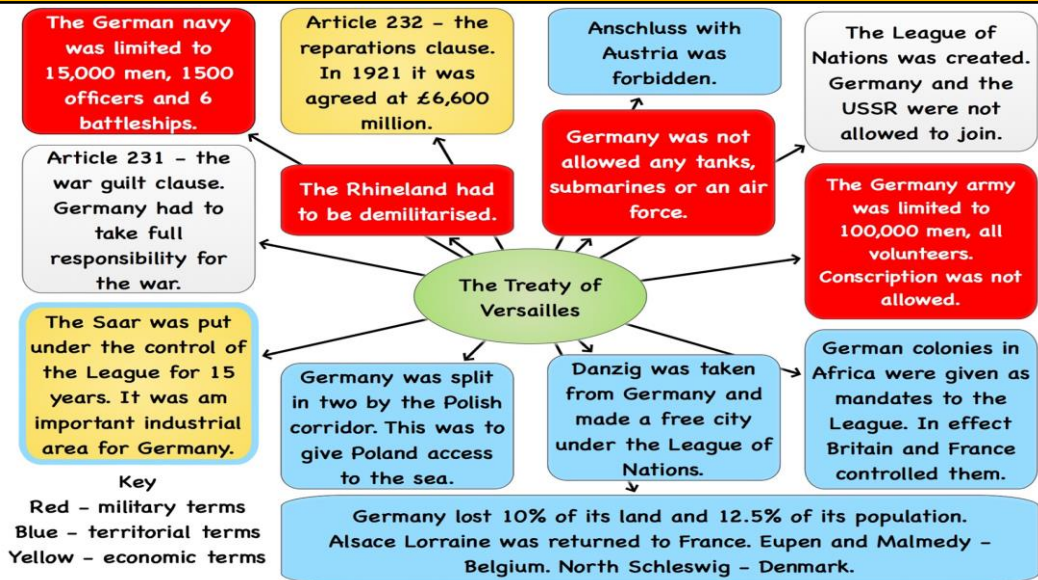 The German navy
was limited to
15,000 men, 1500
officers and 6
battleships.
Article 232 – the
reparations clause.
In 1921 it was
agreed at £6,600
million.
Anschluss with
Austria was
forbidden.
The League of
Nations was created.
Germany and the
USSR were not
allowed to join.
Article 231 – the
war guilt clause.
Germany had to
take full
responsibility for
the war.
The Rhineland had
to be demilitarised.
Germany was not
allowed any tanks,
submarines or an air
force.
The Germany army
was limited to
100,000 men, all
volunteers.
Conscription was not
allowed.
The Treaty of
Versailles
The Saar was put
under the control of
the League for 15
years. It was am
important industrial
area for Germany.
Germany was split
in two by the Polish
corridor. This was to
give Poland access
to the sea.
Danzig was taken
from Germany and
made a free city
under the League of
Nations.
German colonies in
Africa were given as
mandates to the
League. In effect
Britain and France
controlled them.
Key
Red – military terms
Blue – territorial terms
Yellow – economic terms
Germany lost 10% of its land and 12.5% of its population.
Alsace Lorraine was returned to France. Eupen and Malmedy –
Belgium. North Schleswig – Denmark.